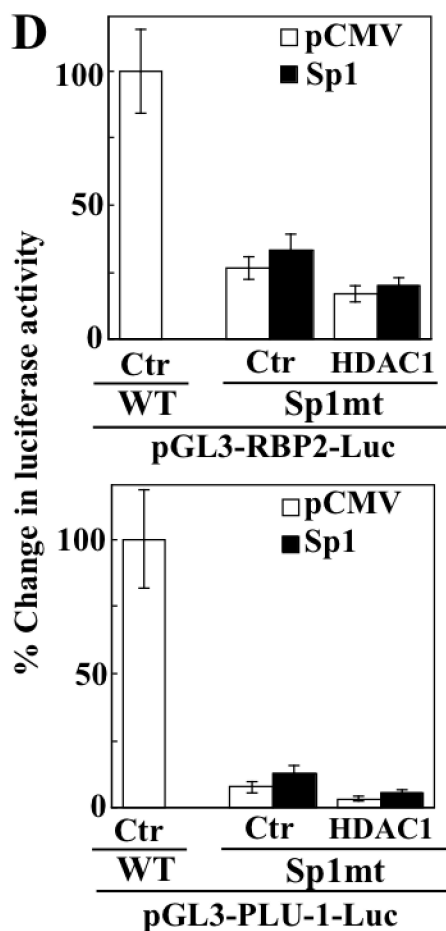 D
% Change in luciferase activity
pCMV
Sp1
100
50
0
Ctr Ctr HDAC1
WT Sp1mt
pGL3-RBP2-Luc
pCMV
Sp1
100
50
0
Ctr Ctr HDAC1
WT Sp1mt
pGL3-PLU-1-Luc